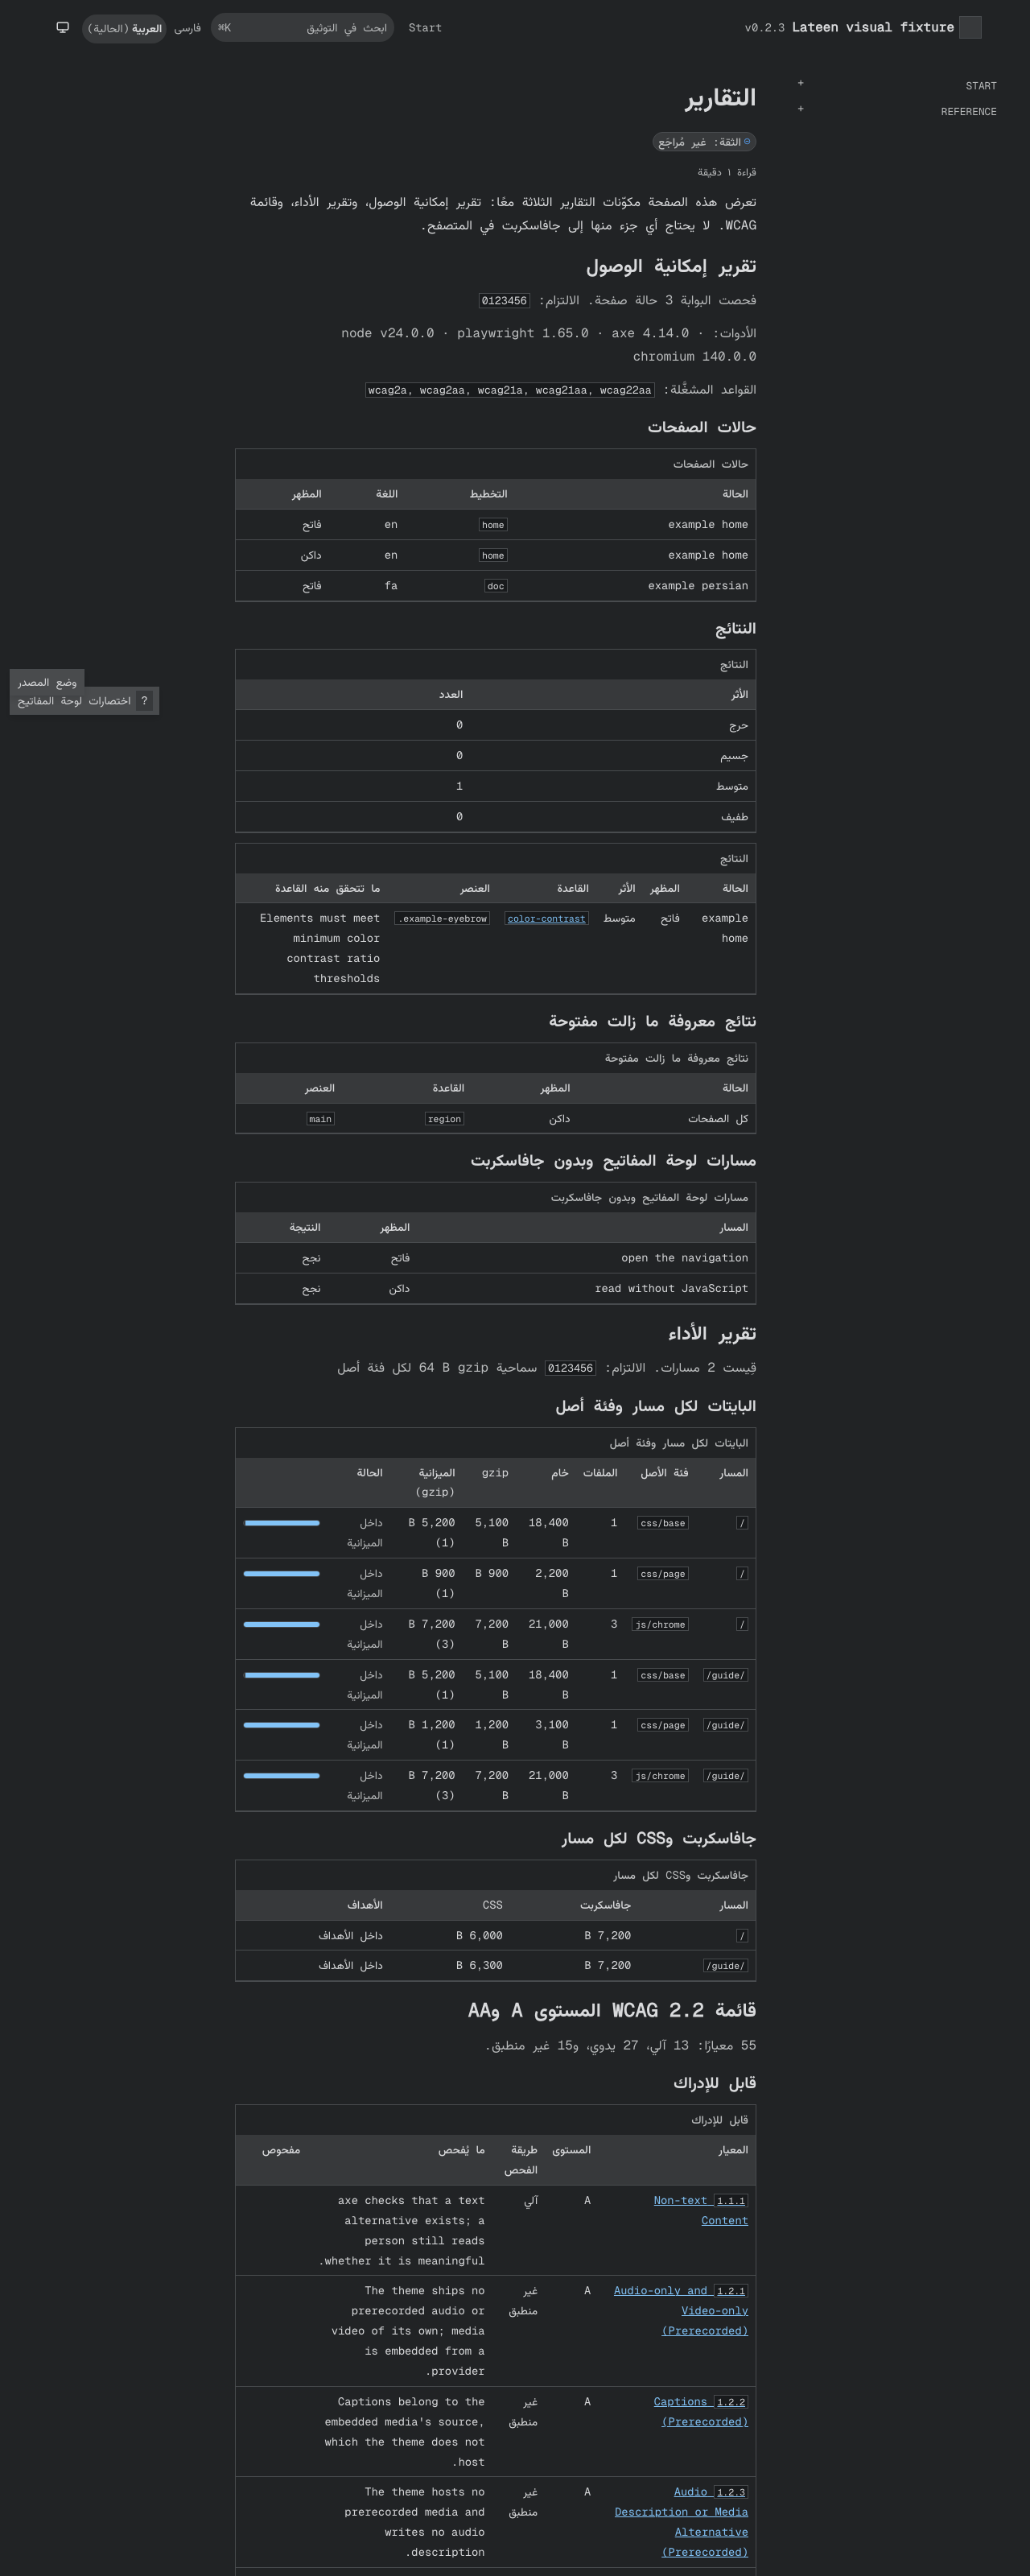 Lateen visual fixture v0.2.3
Start
ابحث في التوثيق ⌘K
فارسی
العربية (الحالية)
START +
REFERENCE +
التقارير
الثقة: غير مُراجَع
قراءة ١ دقيقة
تعرض هذه الصفحة مكوّنات التقارير الثلاثة معًا: تقرير إمكانية الوصول، وتقرير الأداء، وقائمة
WCAG. لا يحتاج أي جزء منها إلى جافاسكربت في المتصفح.
تقرير إمكانية الوصول
فحصت البوابة 3 حالة صفحة. الالتزام: 0123456
الأدوات: node v24.0.0 · playwright 1.65.0 · axe 4.14.0 ·
chromium 140.0.0
القواعد المشغَّلة: wcag2a, wcag2aa, wcag21a, wcag21aa, wcag22aa
حالات الصفحات
حالات الصفحات
الحالة التخطيط اللغة المظهر
example home home en فاتح
example home home en داكن
example persian doc fa فاتح
النتائج
النتائج
الأثر العدد
حرج 0
جسيم 0
متوسط 1
طفيف 0
وضع المصدر
? اختصارات لوحة المفاتيح
النتائج
الحالة المظهر الأثر القاعدة العنصر ما تتحقق منه القاعدة
example فاتح متوسط color-contrast .example-eyebrow Elements must meet
home minimum color
contrast ratio
thresholds
نتائج معروفة ما زالت مفتوحة
نتائج معروفة ما زالت مفتوحة
الحالة المظهر القاعدة العنصر
كل الصفحات داكن region main
مسارات لوحة المفاتيح وبدون جافاسكربت
مسارات لوحة المفاتيح وبدون جافاسكربت
المسار المظهر النتيجة
open the navigation فاتح نجح
read without JavaScript داكن نجح
تقرير الأداء
قِيست 2 مسارات. الالتزام: 0123456 سماحية 64 B gzip لكل فئة أصل
البايتات لكل مسار وفئة أصل
البايتات لكل مسار وفئة أصل
المسار فئة الأصل الملفات خام gzip الميزانية الحالة
(gzip)
/ css/base 1 18,400 5,100 5,200 B داخل
B B (1) الميزانية
/ css/page 1 2,200 900 B 900 B داخل
B (1) الميزانية
/ js/chrome 3 21,000 7,200 7,200 B داخل
B B (3) الميزانية
/guide/ css/base 1 18,400 5,100 5,200 B داخل
B B (1) الميزانية
/guide/ css/page 1 3,100 1,200 1,200 B داخل
B B (1) الميزانية
/guide/ js/chrome 3 21,000 7,200 7,200 B داخل
B B (3) الميزانية
جافاسكربت وCSS لكل مسار
جافاسكربت وCSS لكل مسار
المسار جافاسكربت CSS الأهداف
/ 7,200 B 6,000 B داخل الأهداف
/guide/ 7,200 B 6,300 B داخل الأهداف
قائمة WCAG 2.2 المستوى A وAA
55 معيارًا: 13 آلي، 27 يدوي، و15 غير منطبق.
قابل للإدراك
قابل للإدراك
المعيار المستوى طريقة ما يُفحص مفحوص
الفحص
1.1.1 Non-text A آلي axe checks that a text
Content alternative exists; a
person still reads
whether it is meaningful.
1.2.1 Audio-only and A غير The theme ships no
Video-only منطبق prerecorded audio or
(Prerecorded) video of its own; media
is embedded from a
provider.
1.2.2 Captions A غير Captions belong to the
(Prerecorded) منطبق embedded media's source,
which the theme does not
host.
1.2.3 Audio A غير The theme hosts no
Description or Media منطبق prerecorded media and
Alternative writes no audio
(Prerecorded) description.